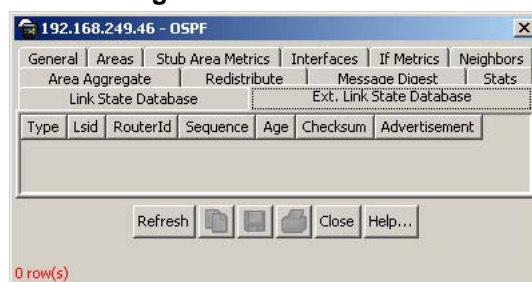 192.168.249.46 - OSPF
General Areas Stub Area Metrics Interfaces If Metrics Neighbors
Area Aggregate Redistribute Message Digest Stats
Link State Database Ext. Link State Database
Type Lsid RouterId Sequence Age Checksum Advertisement
Refresh Close Help...
0 row(s)